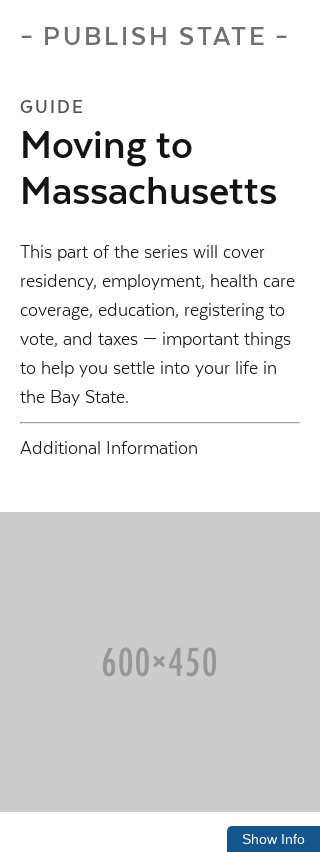 – PUBLISH STATE –
GUIDE
Moving to
Massachusetts
This part of the series will cover
residency, employment, health care
coverage, education, registering to
vote, and taxes — important things
to help you settle into your life in
the Bay State.
Additional Information
600×450
Show Info